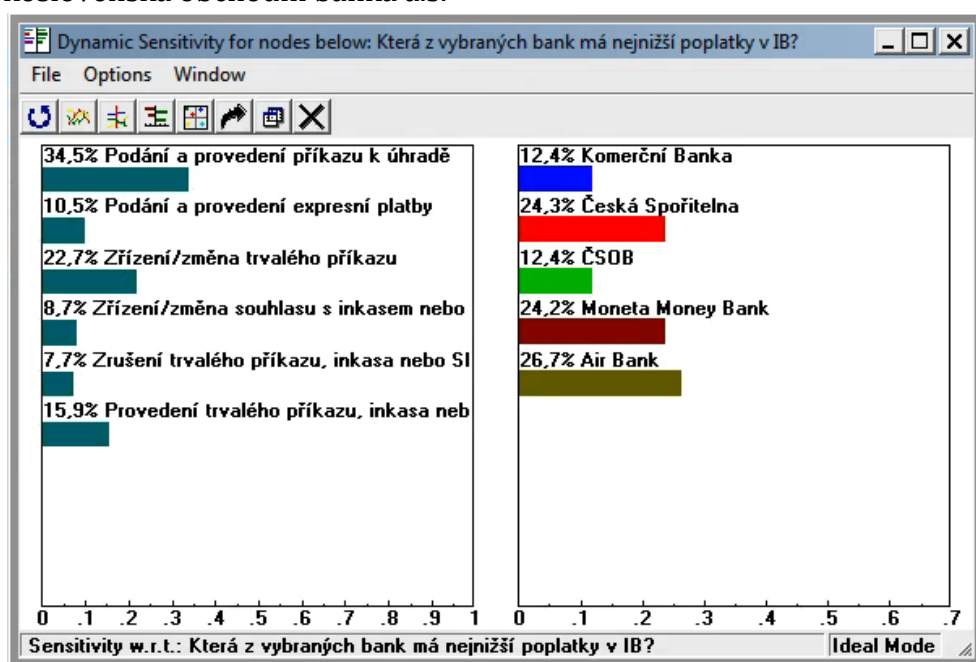 Dynamic Sensitivity for nodes below: Která z vybraných bank má nejnižší poplatky v IB?
File Options Window
34,5% Podání a provedení příkazu k úhradě
10,5% Podání a provedení expresní platby
22,7% Zřízení/změna trvalého příkazu
8,7% Zřízení/změna souhlasu s inkasem nebo
7,7% Zrušení trvalého příkazu, inkasa nebo SI
15,9% Provedení trvalého příkazu, inkasa neb
0 .1 .2 .3 .4 .5 .6 .7 .8 .9 1
12,4% Komerční Banka
24,3% Česká Spořitelna
12,4% ČSOB
24,2% Moneta Money Bank
26,7% Air Bank
0 .1 .2 .3 .4 .5 .6 .7
Sensitivity w.r.t.: Která z vybraných bank má nejnižší poplatky v IB? Ideal Mode